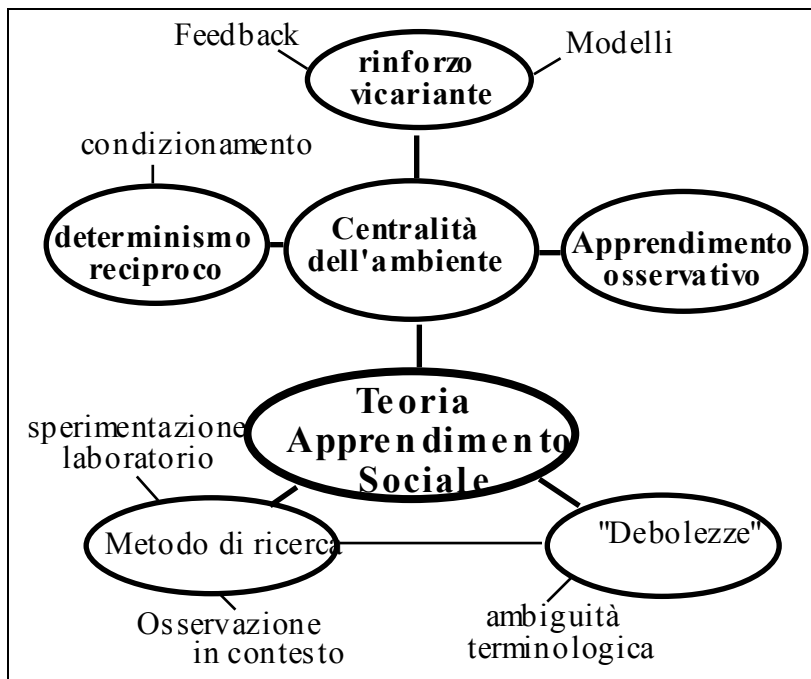 Feedback
Modelli
rinforzo
vicariante
condizionamento
determinismo
reciproco
Centralità
dell'ambiente
Apprendimento
osservativo
Teoria
Apprendimento
Sociale
sperimentazione
laboratorio
Metodo di ricerca
"Debolezze"
Osservazione
in contesto
ambiguità
terminologica